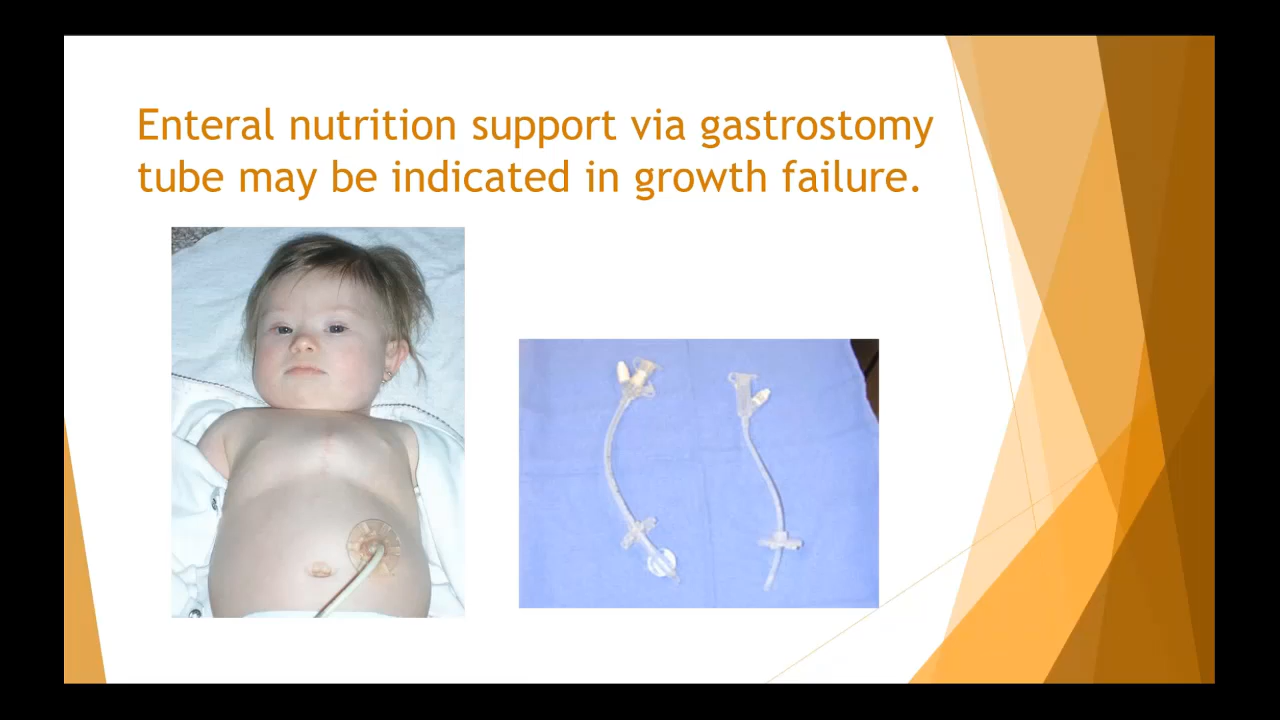 Enteral nutrition support via gastrostomy
tube may be indicated in growth failure.